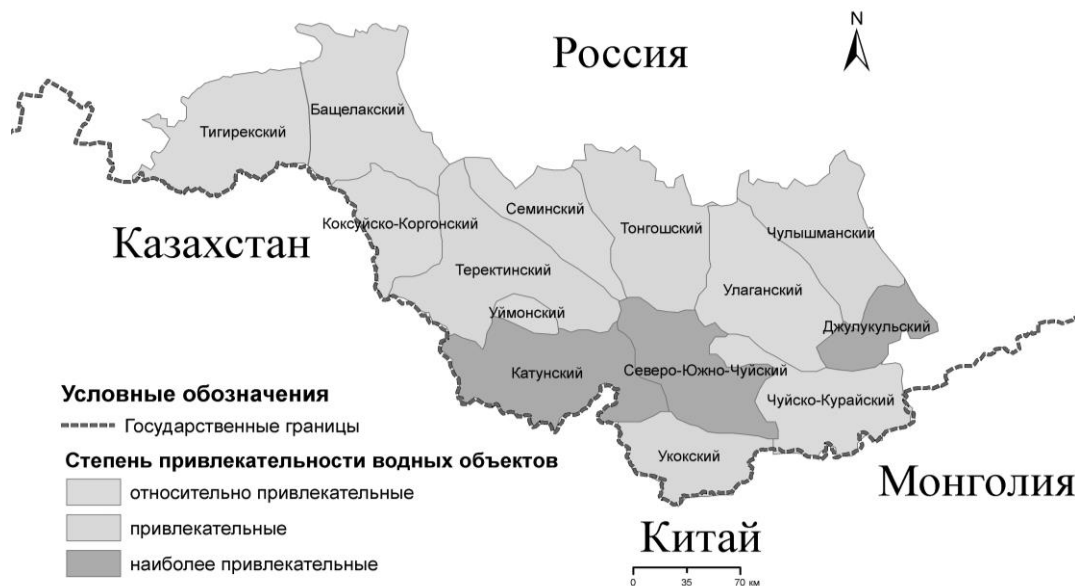 N
Россия
Бащелакский
Тигирекский
Семинский
Коксуйско-Коргонский
Тонгошский
Чулышманский
Казахстан
Теректинский
Улаганский
Уймонский
Джулукульский
Катунский
Северо-Южно-Чуйский
Чуйско-Курайский
Условные обозначения
Государственные границы
Укокский
Степень привлекательности водных объектов
относительно привлекательные
Монголия
привлекательные
Китай
наиболее привлекательные
0 35 70 км